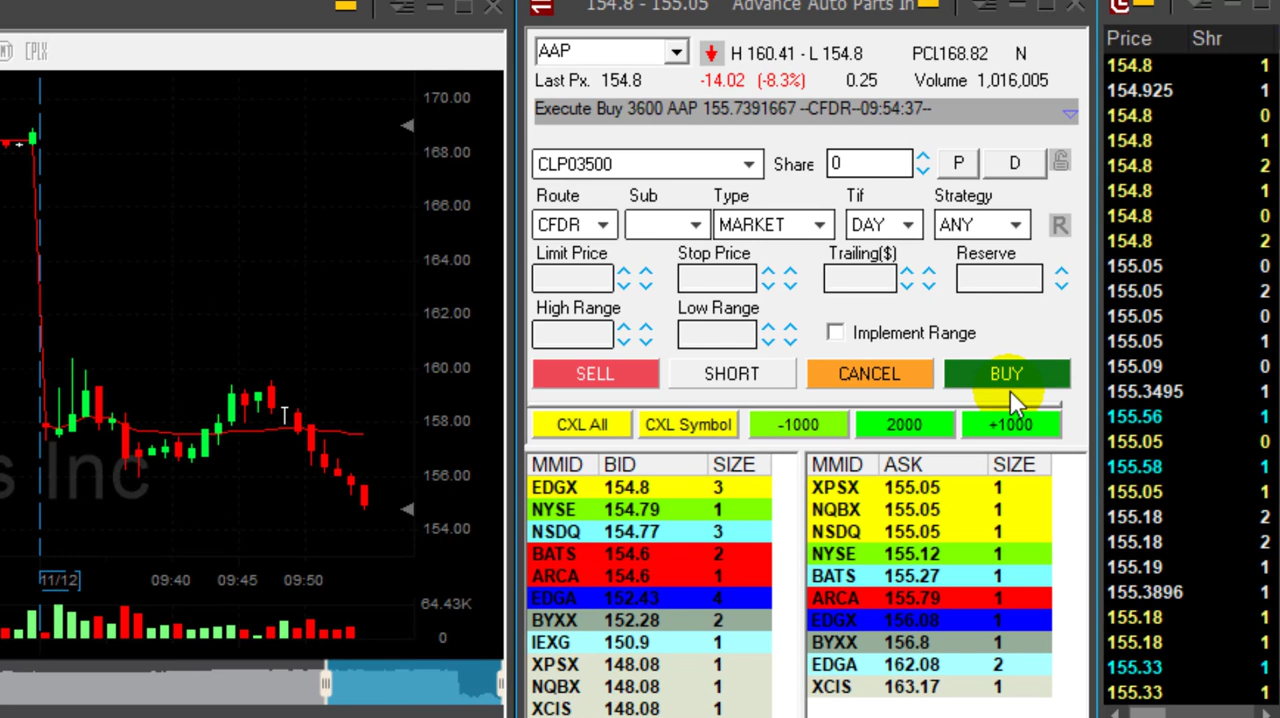 154.8 - 155.05 Advance Auto Parts In
CPLX
170.00
168.00
166.00
164.00
162.00
160.00
158.00
156.00
154.00
s Inc
11/12 09:40 09:45 09:50
64.43K
0
AAP H 160.41 - L 154.8 PCL168.82 N
Last Px. 154.8 -14.02 (-8.3%) 0.25 Volume 1,016,005
Execute Buy 3600 AAP 155.7391667 --CFDR--09:54:37--
CLP03500 Share 0 P D
Route Sub Type Tif Strategy
CFDR MARKET DAY ANY R
Limit Price Stop Price Trailing($) Reserve
High Range Low Range
Implement Range
SELL SHORT CANCEL BUY
CXL All CXL Symbol -1000 2000 +1000
MMID BID SIZE
EDGX 154.8 3
NYSE 154.79 1
NSDQ 154.77 3
BATS 154.6 2
ARCA 154.6 1
EDGA 152.43 4
BYXX 152.28 2
IEXG 150.9 1
XPSX 148.08 1
NQBX 148.08 1
XCIS 148.08 1
MMID ASK SIZE
XPSX 155.05 1
NQBX 155.05 1
NSDQ 155.05 1
NYSE 155.12 1
BATS 155.27 1
ARCA 155.79 1
EDGX 156.08 1
BYXX 156.8 1
EDGA 162.08 2
XCIS 163.17 1
Price Shr
154.8 1
154.925 1
154.8 0
154.8 1
154.8 2
154.8 1
154.8 0
154.8 2
155.05 0
155.05 2
155.05 0
155.05 1
155.09 0
155.3495 1
155.56 1
155.05 0
155.58 1
155.05 1
155.18 2
155.18 2
155.19 1
155.3896 1
155.18 1
155.18 1
155.33 1
155.33 1